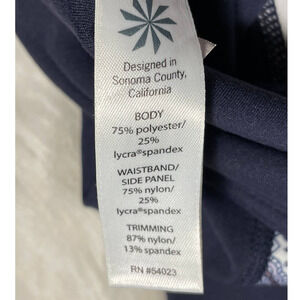 Designed in
Sonoma County,
California
BODY
75% polyester/
25%
lycra®spandex
WAISTBAND/
SIDE PANEL
75% nylon/
25%
lycra®spandex
TRIMMING
87% nylon/
13% spandex
RN #54023